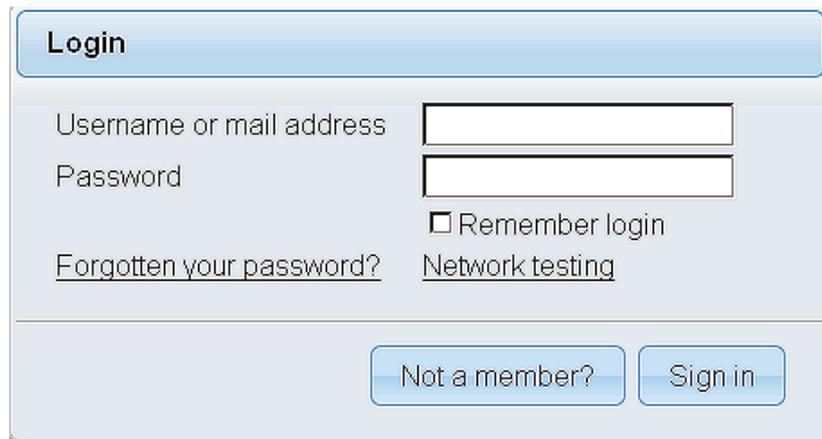 Login
Username or mail address
Password
Remember login
Forgotten your password? Network testing
Not a member? Sign in